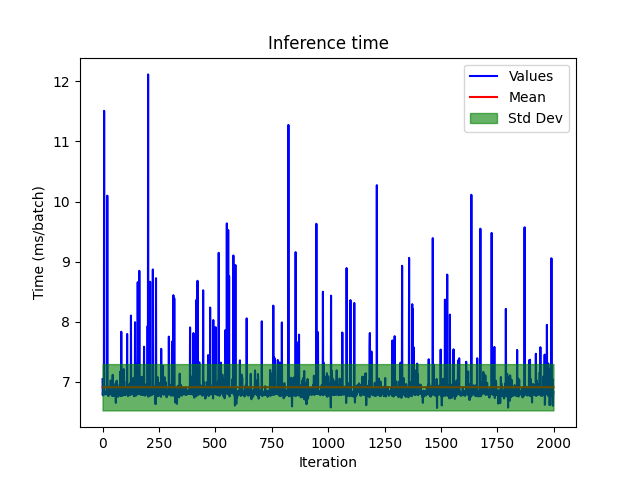 Inference time
Values
Mean
Std Dev
12
11
10
9
8
7
Time (ms/batch)
0 250 500 750 1000 1250 1500 1750 2000
Iteration